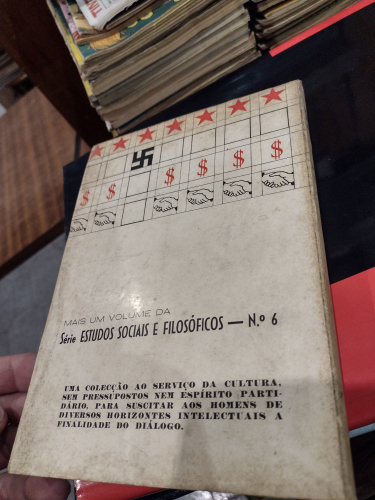 $ $ $ $ $ $
MAIS UM VOLUME DA
Série ESTUDOS SOCIAIS E FILOSÓFICOS — N.º 6
UMA COLECÇÃO AO SERVIÇO DA CULTURA,
SEM PRESSUPOSTOS NEM ESPÍRITO PARTI-
DÁRIO, PARA SUSCITAR AOS HOMENS DE
DIVERSOS HORIZONTES INTELECTUAIS A
FINALIDADE DO DIÁLOGO.